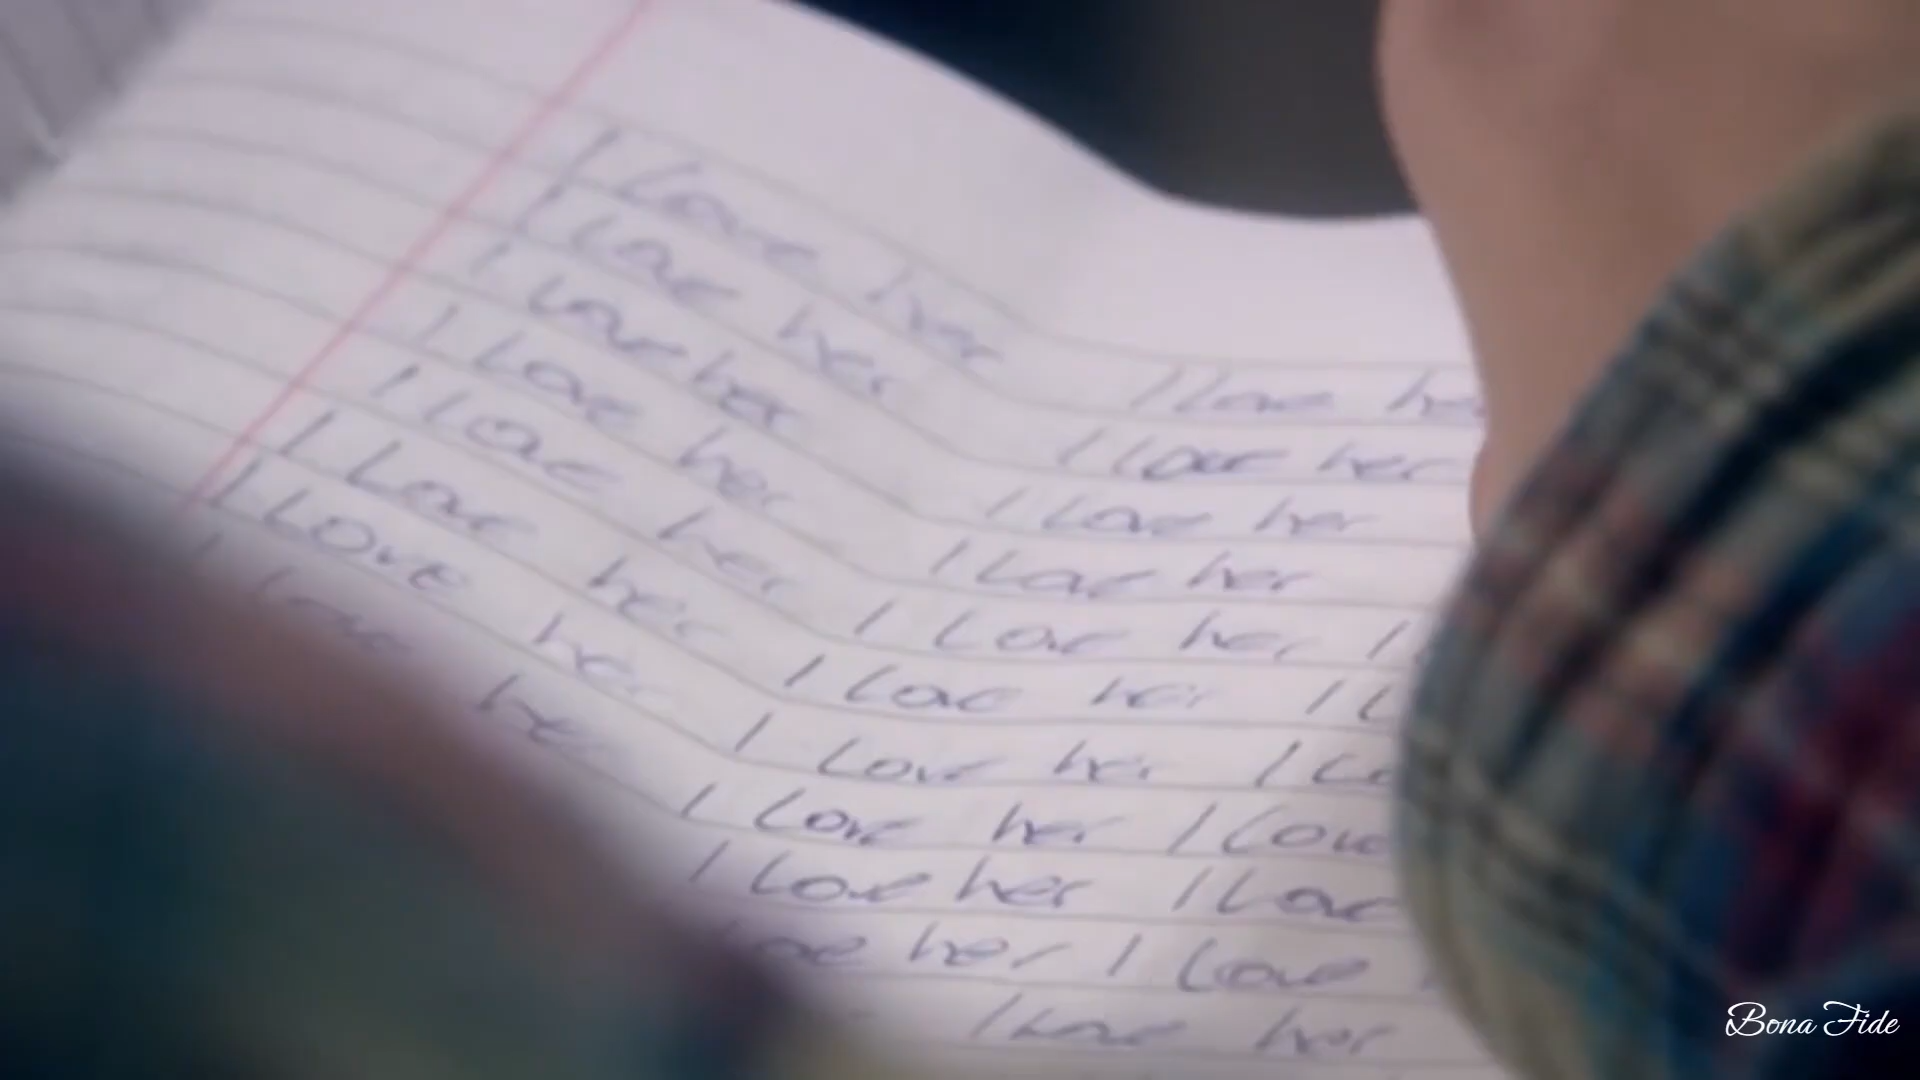 I Love her I Love her
I Love her I Love her
I Love her I Love her
I Love her I Love her
I Love her I Love her I
I Love her I Love her I L
I Love her I Love her I Lo
I Love her I Love her I Love
I Love her I Love
her I Love
I Love her
Bona Fide